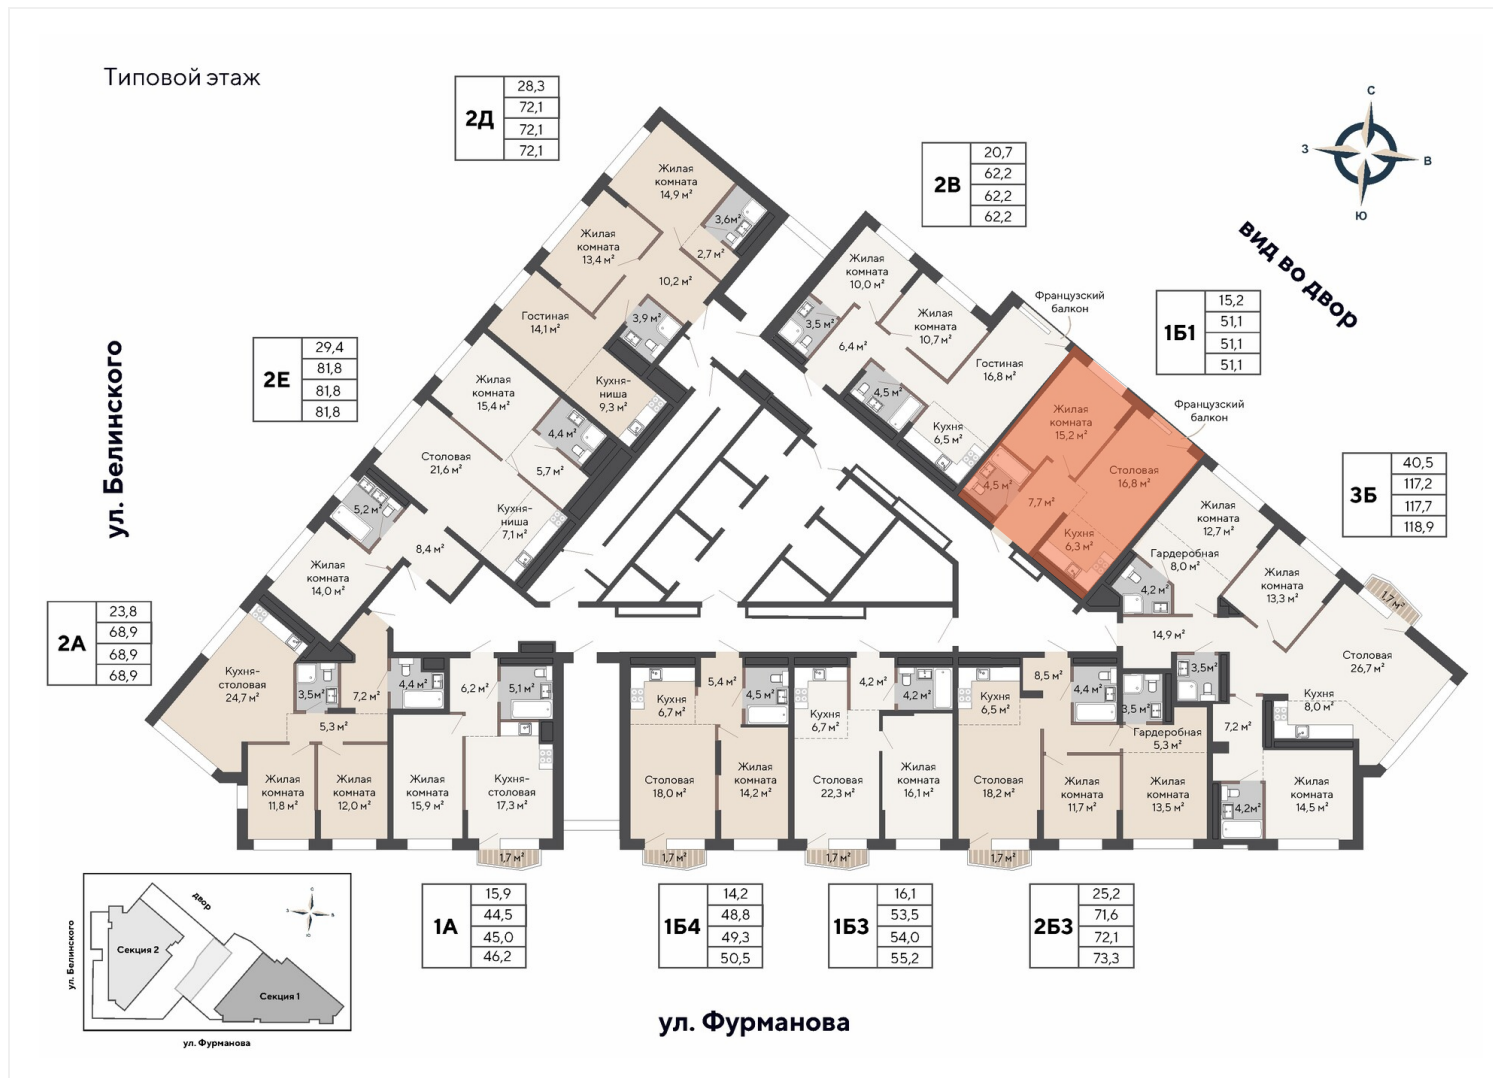 Типовой этаж
2Д
28,3
72,1
72,1
72,1
2В
20,7
62,2
62,2
62,2
С
З
В
Ю
вид во двор
1Б1
15,2
51,1
51,1
51,1
2Е
29,4
81,8
81,8
81,8
3Б
40,5
117,2
117,7
118,9
2А
23,8
68,9
68,9
68,9
ул. Белинского
Жилая
комната
14,9 м²
3,6м²
Жилая
комната
13,4 м²
2,7 м²
10,2 м²
Гостиная
14,1 м²
3,9 м²
Кухня-
ниша
9,3 м²
Жилая
комната
15,4 м²
4,4 м²
5,7 м²
Столовая
21,6 м²
Кухня-
ниша
7,1 м²
5,2 м²
8,4 м²
Жилая
комната
14,0 м²
Кухня-
столовая
24,7 м²
3,5м²
7,2 м²
5,3 м²
Жилая
комната
11,8 м²
Жилая
комната
12,0 м²
4,4 м²
6,2 м²
5,1 м²
Жилая
комната
15,9 м²
Кухня-
столовая
17,3 м²
1,7 м²
Жилая
комната
10,0 м²
3,5 м²
Жилая
комната
10,7 м²
6,4 м²
Гостиная
16,8 м²
4,5 м²
Кухня
6,5 м²
Французский
балкон
Жилая
комната
15,2 м²
Французский
балкон
Столовая
16,8 м²
4,5 м²
7,7 м²
Кухня
6,3 м²
Жилая
комната
12,7 м²
Гардеробная
8,0 м²
4,2 м²
Жилая
комната
13,3 м²
1,7 м²
14,9 м²
Столовая
26,7 м²
3,5м²
Кухня
8,0 м²
7,2 м²
4,2м²
Жилая
комната
14,5 м²
Кухня
6,7 м²
5,4 м²
4,5 м²
Столовая
18,0 м²
Жилая
комната
14,2 м²
1,7 м²
Кухня
6,7 м²
4,2 м²
4,2 м²
Столовая
22,3 м²
Жилая
комната
16,1 м²
1,7 м²
Кухня
6,5 м²
8,5 м²
4,4 м²
3,5м²
Гардеробная
5,3 м²
Столовая
18,2 м²
Жилая
комната
11,7 м²
Жилая
комната
13,5 м²
1,7 м²
1А
15,9
44,5
45,0
46,2
1Б4
14,2
48,8
49,3
50,5
1Б3
16,1
53,5
54,0
55,2
2Б3
25,2
71,6
72,1
73,3
ул. Фурманова
ул. Белинского
двор
Секция 2
Секция 1
ул. Фурманова